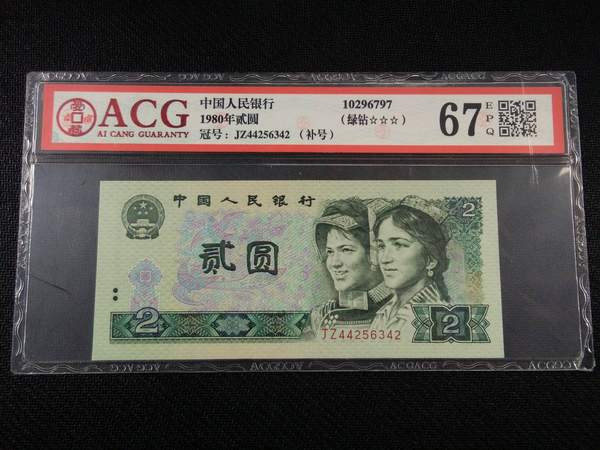 ACG
AI CANG GUARANTY
中国人民银行
1980年贰圆
冠号: JZ44256342 (补号)
10296797
(绿钻☆☆☆)
67
EPQ
中国人民银行
2
贰圆
2
JZ44256342
2